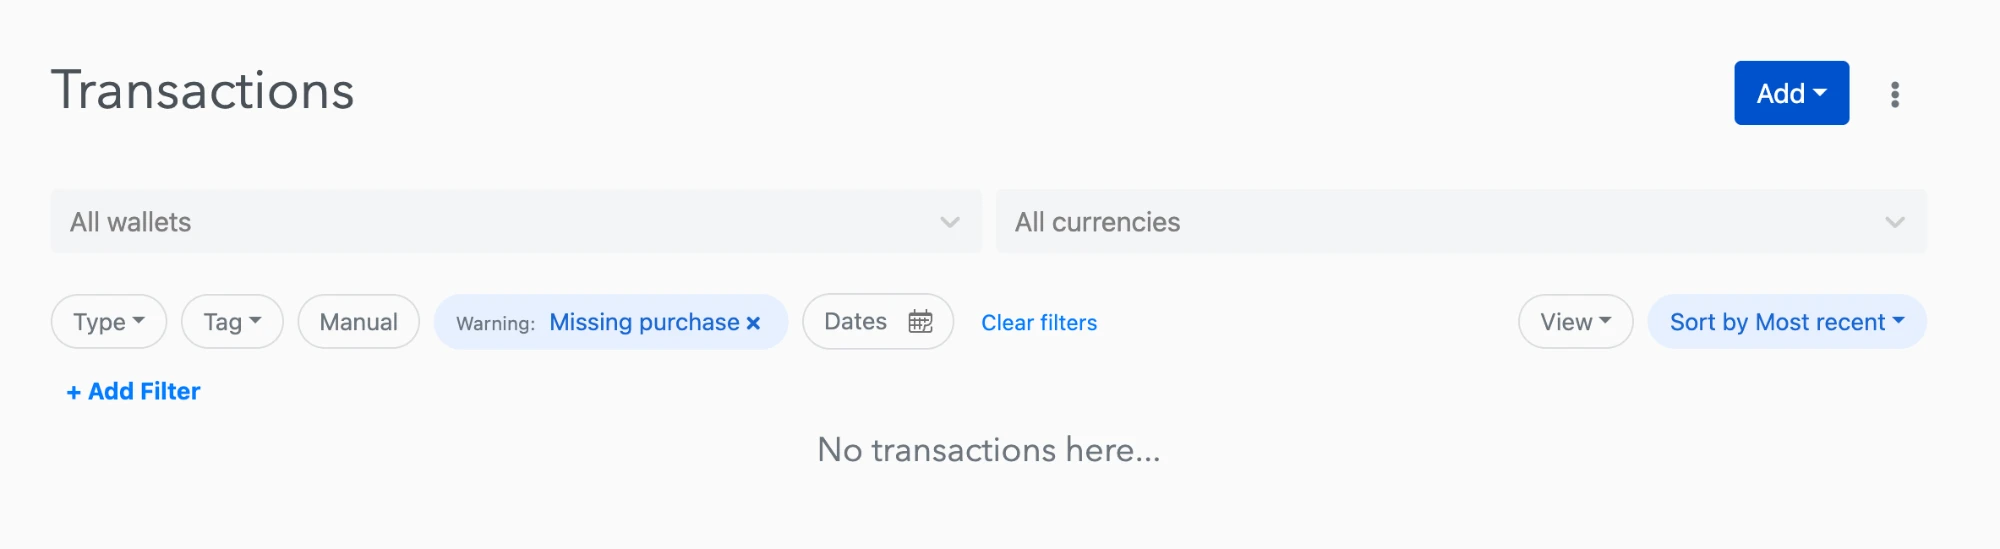 Transactions
Add
All wallets
All currencies
Type
Tag
Manual
Warning: Missing purchase ×
Dates
Clear filters
View
Sort by Most recent
+ Add Filter
No transactions here...